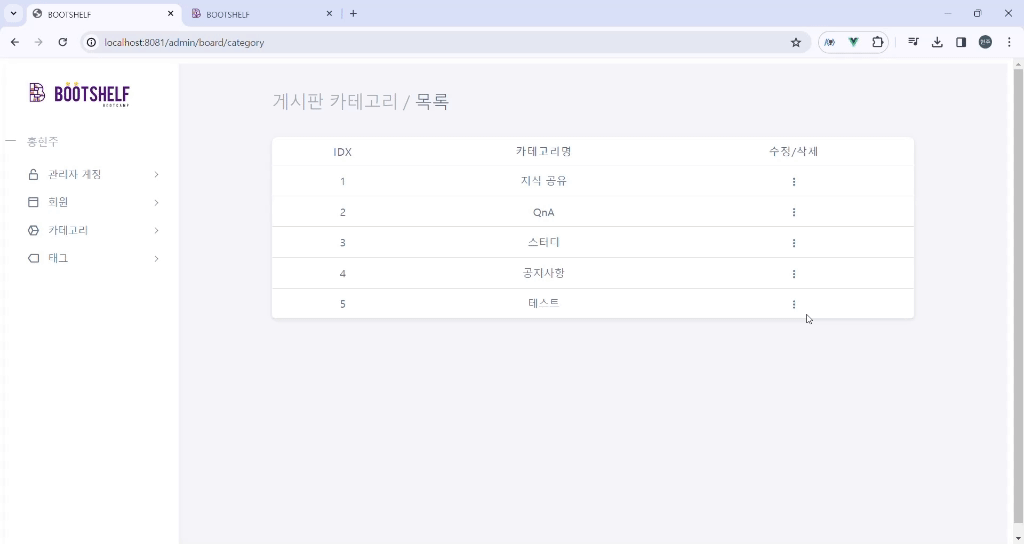 BOOTSHELF
BOOTSHELF
localhost:8081/admin/board/category
현주
BOOTSHELF
BOOTCAMP
홍현주
관리자 계정
회원
카테고리
태그
게시판 카테고리 / 목록
IDX 카테고리명 수정/삭제
1 지식 공유
2 QnA
3 스터디
4 공지사항
5 테스트